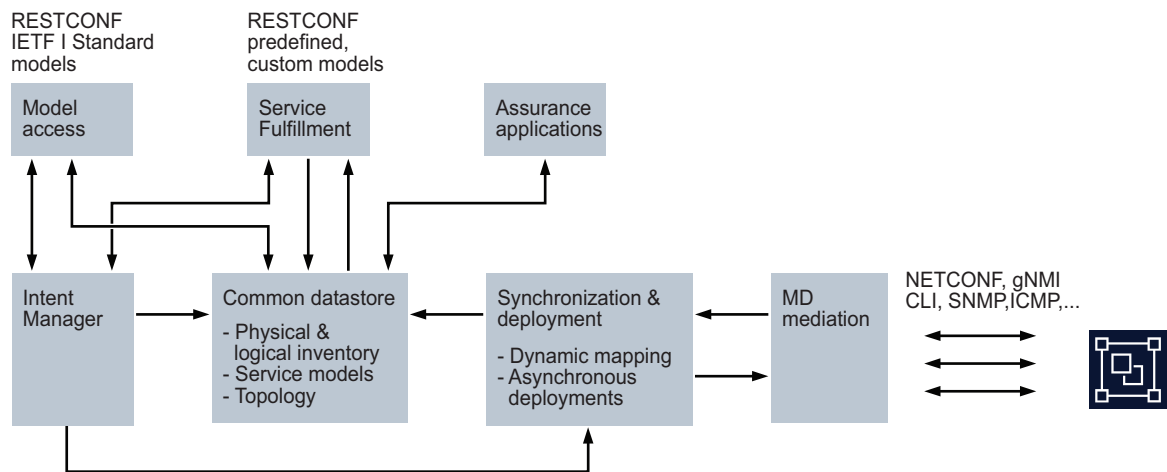 RESTCONF
IETF I Standard
models
RESTCONF
predefined,
custom models
Model
access
Service
Fulfillment
Assurance
applications
Intent
Manager
Common datastore
- Physical &
logical inventory
- Service models
- Topology
Synchronization &
deployment
- Dynamic mapping
- Asynchronous
deployments
MD
mediation
NETCONF, gNMI
CLI, SNMP,ICMP,...